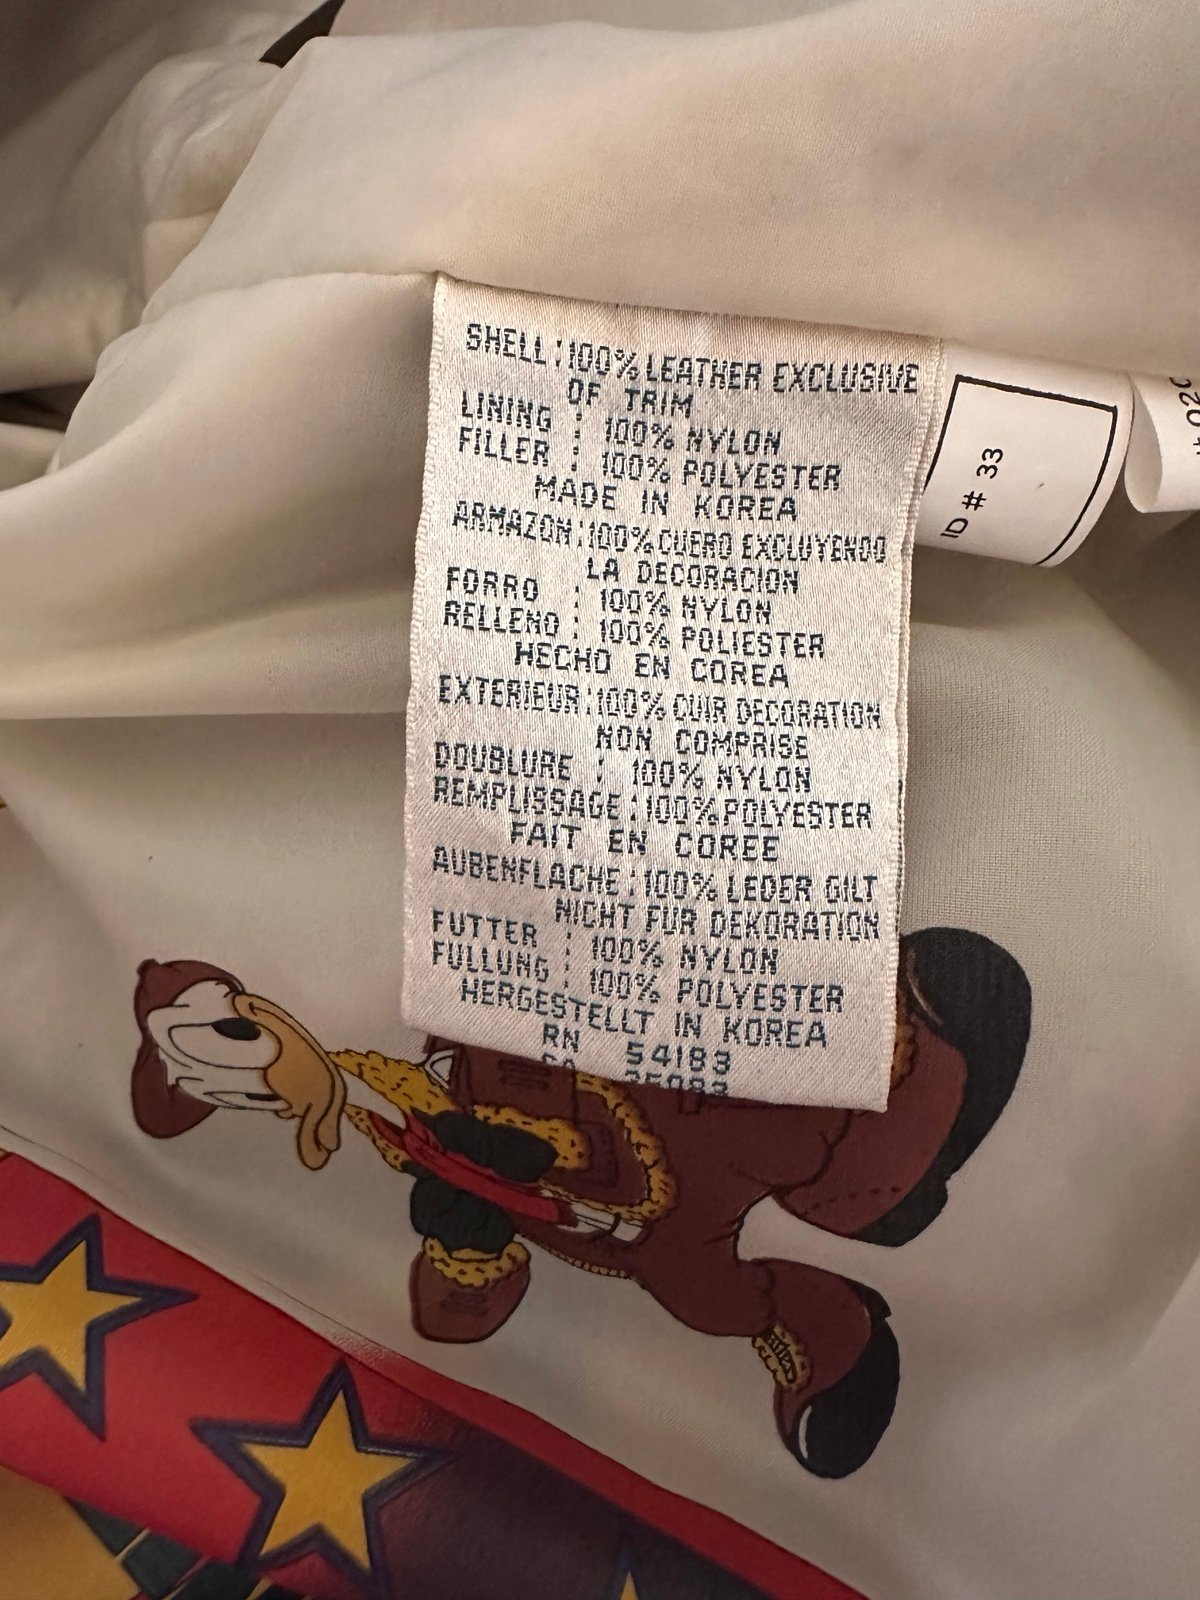 SHELL:100% LEATHER EXCLUSIVE
OF TRIM
LINING : 100% NYLON
FILLER : 100% POLYESTER
MADE IN KOREA
ARMAZON:100% CUERO EXCLUYENDO
LA DECORACION
FORRO : 100% NYLON
RELLENO : 100% POLIESTER
HECHO EN COREA
EXTERIEUR:100% CUIR DECORATION
NON COMPRISE
DOUBLURE : 100% NYLON
REMPLISSAGE:100% POLYESTER
FAIT EN COREE
AUBENFLACHE:100% LEDER GILT
NICHT FUR DEKORATION
FUTTER : 100% NYLON
FULLUNG : 100% POLYESTER
HERGESTELLT IN KOREA
RN 54183
ID # 33